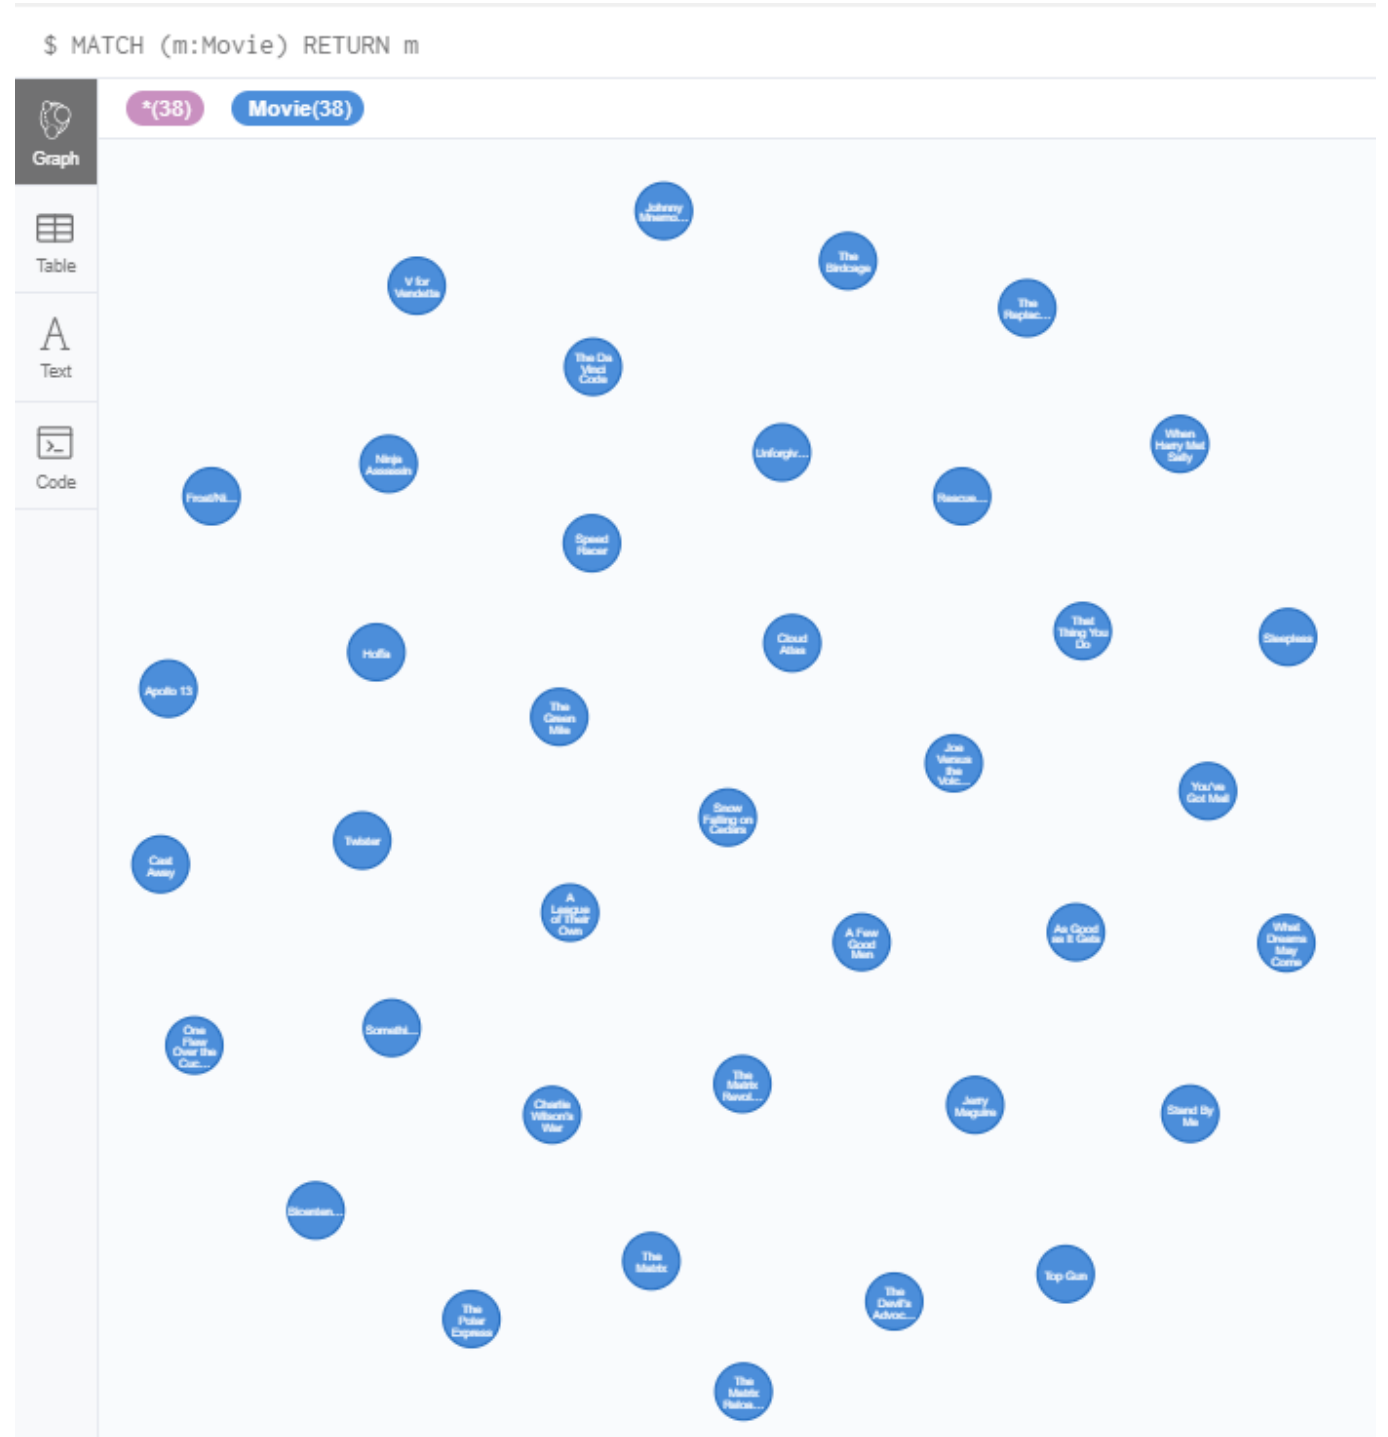 $ MATCH (m:Movie) RETURN m
*(38)
Movie(38)
Graph
Table
Text
Code
Johnny
Mnemo...
The
Birdcage
V for
Vendetta
The
Replac...
The Da
Vinci
Code
When
Harry Met
Sally
Unforgiv...
Ninja
Assassin
Frost/Ni...
Rescue...
Speed
Racer
That
Thing You
Do
Sleepless
Cloud
Atlas
Hoffa
Apollo 13
The
Green
Mile
Joe
Versus
the
Volc...
You've
Got Mail
Snow
Falling on
Cedars
Twister
Cast
Away
A
League
of Their
Own
A Few
Good
Men
As Good
as It Gets
What
Dreams
May
Come
Somethi...
One
Flew
Over the
Cuc...
The
Matrix
Revol...
Jerry
Maguire
Charlie
Wilson's
War
Stand By
Me
Bicenten...
The
Matrix
Top Gun
The
Devil's
Advoc...
The
Polar
Express
The
Matrix
Reloa...